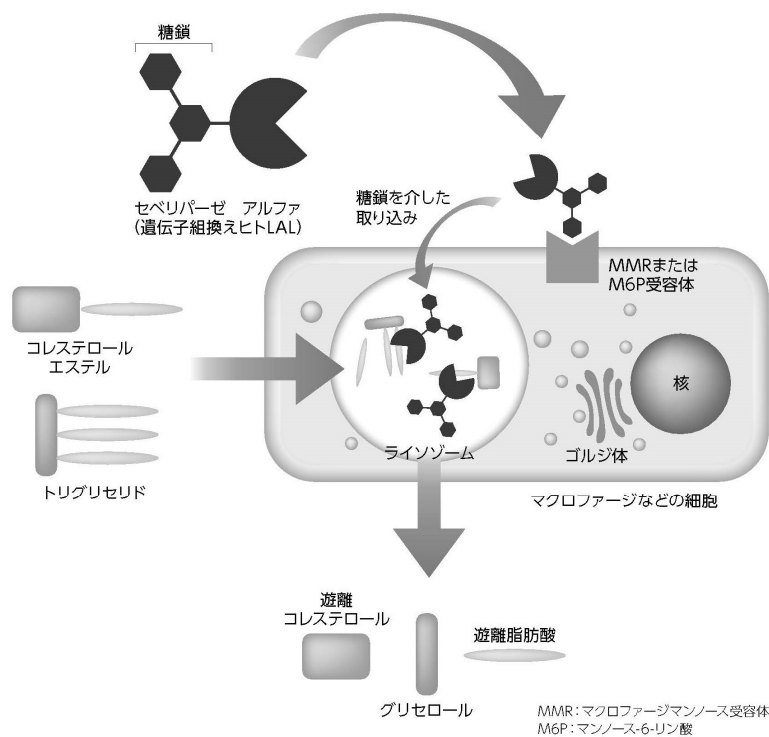 糖鎖
セベリパーゼ アルファ
(遺伝子組換えヒトLAL)
糖鎖を介した
取り込み
MMRまたは
M6P受容体
コレステロール
エステル
トリグリセリド
ライソゾーム
ゴルジ体
核
マクロファージなどの細胞
遊離
コレステロール
グリセロール
遊離脂肪酸
MMR:マクロファージマンノース受容体
M6P:マンノース-6-リン酸